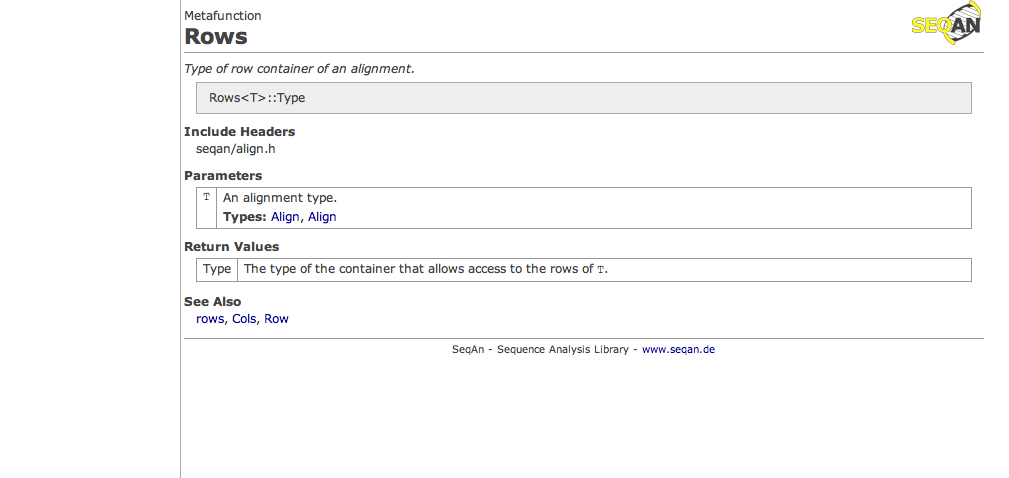 Metafunction
SEQAN
Rows
Type of row container of an alignment.
Rows<T>::Type
Include Headers
seqan/align.h
Parameters
T An alignment type.
Types: Align, Align
Return Values
Type The type of the container that allows access to the rows of T.
See Also
rows, Cols, Row
SeqAn - Sequence Analysis Library - www.seqan.de